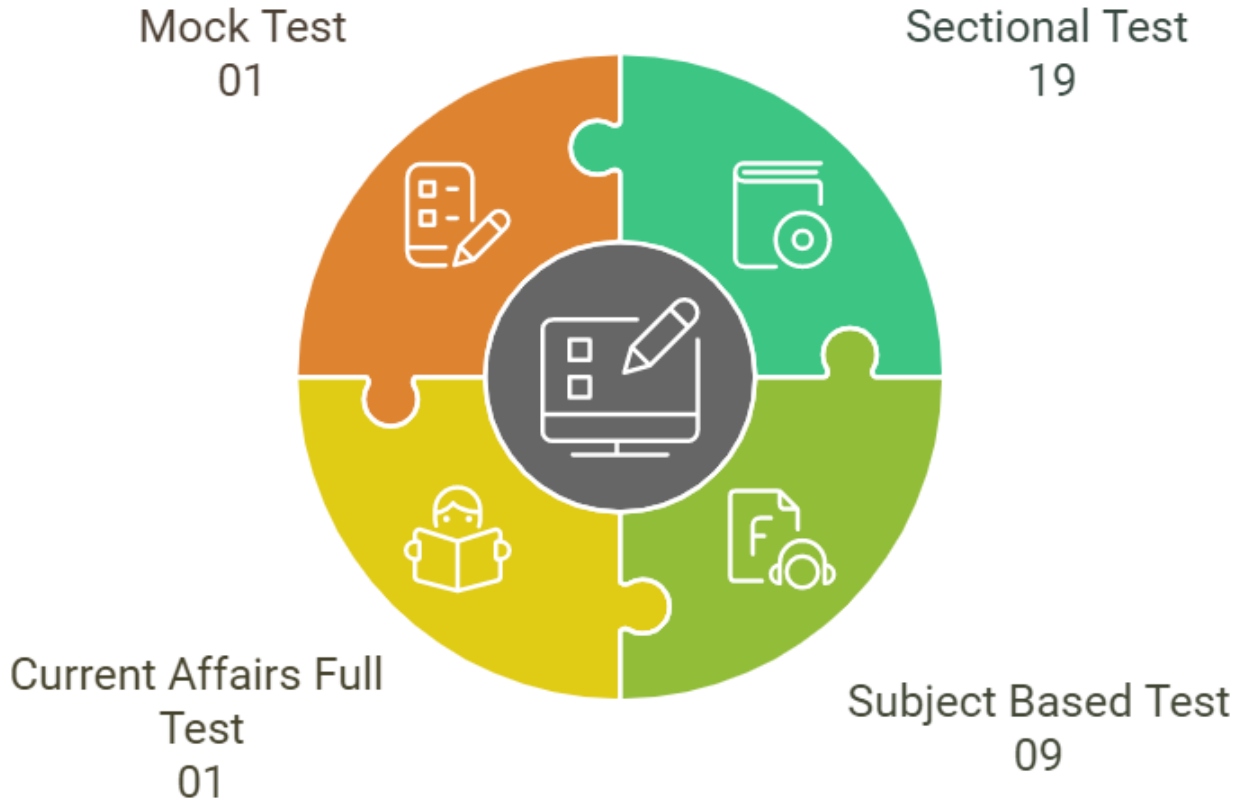 Mock Test
01
Sectional Test
19
F
Current Affairs Full
Test
01
Subject Based Test
09